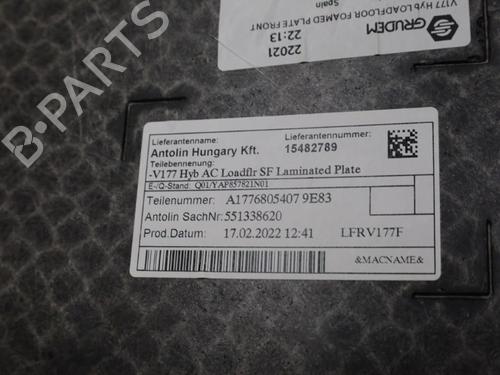 GRUDEM
V177 Hyb LOADFLOOR FOAMED PLATE FRONT
Spain
22021
22:13
B-PARTS
Lieferantenname:
Lieferantennummer:
Antolin Hungary Kft.
15482789
Teilebenennung:
-V177 Hyb AC Loadflr SF Laminated Plate
E-/Q-Stand: Q01/YAP857821N01
Teilenummer: A1776805407 9E83
Antolin SachNr:551338620
Prod.Datum: 17.02.2022 12:41 LFRV177F
&MACNAME&